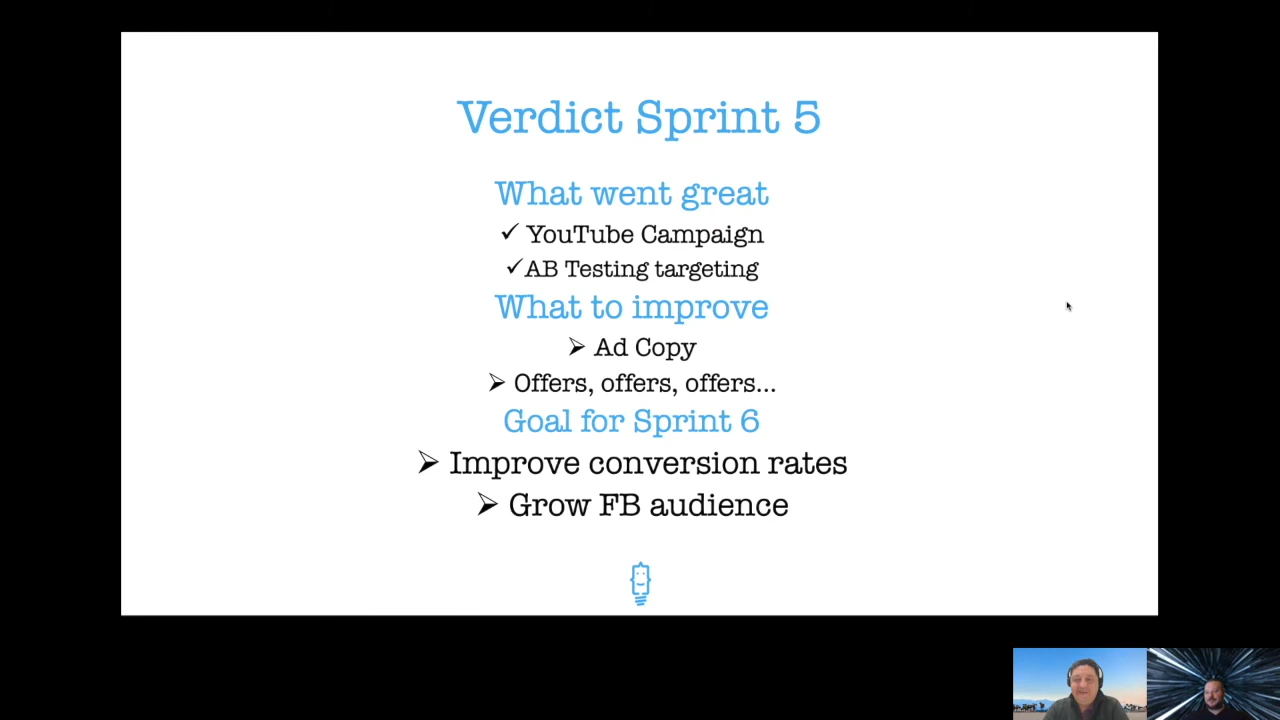 Verdict Sprint 5
What went great
✓ YouTube Campaign
✓AB Testing targeting
What to improve
➢ Ad Copy
➢ Offers, offers, offers...
Goal for Sprint 6
➢ Improve conversion rates
➢ Grow FB audience